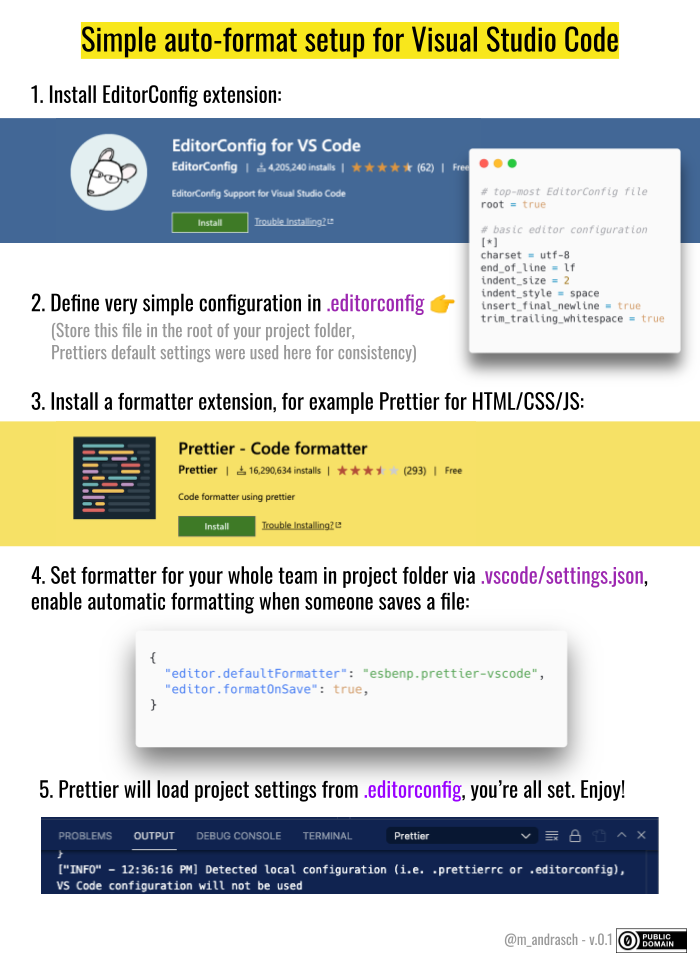 Simple auto-format setup for Visual Studio Code
1. Install EditorConfig extension:
EditorConfig for VS Code
EditorConfig | 4,205,240 installs | (62) | Free
EditorConfig Support for Visual Studio Code
Install Trouble Installing?
# top-most EditorConfig file
root = true
# basic editor configuration
[*]
charset = utf-8
end_of_line = lf
indent_size = 2
indent_style = space
insert_final_newline = true
trim_trailing_whitespace = true
2. Define very simple configuration in .editorconfig 👉
(Store this file in the root of your project folder,
Prettiers default settings were used here for consistency)
3. Install a formatter extension, for example Prettier for HTML/CSS/JS:
Prettier - Code formatter
Prettier | 16,290,634 installs | (293) | Free
Code formatter using prettier
Install Trouble Installing?
4. Set formatter for your whole team in project folder via .vscode/settings.json,
enable automatic formatting when someone saves a file:
{
"editor.defaultFormatter": "esbenp.prettier-vscode",
"editor.formatOnSave": true,
}
5. Prettier will load project settings from .editorconfig, you're all set. Enjoy!
PROBLEMS OUTPUT DEBUG CONSOLE TERMINAL Prettier
}
["INFO" - 12:36:16 PM] Detected local configuration (i.e. .prettierrc or .editorconfig),
VS Code configuration will not be used
@m_andrasch - v.0.1 PUBLIC DOMAIN